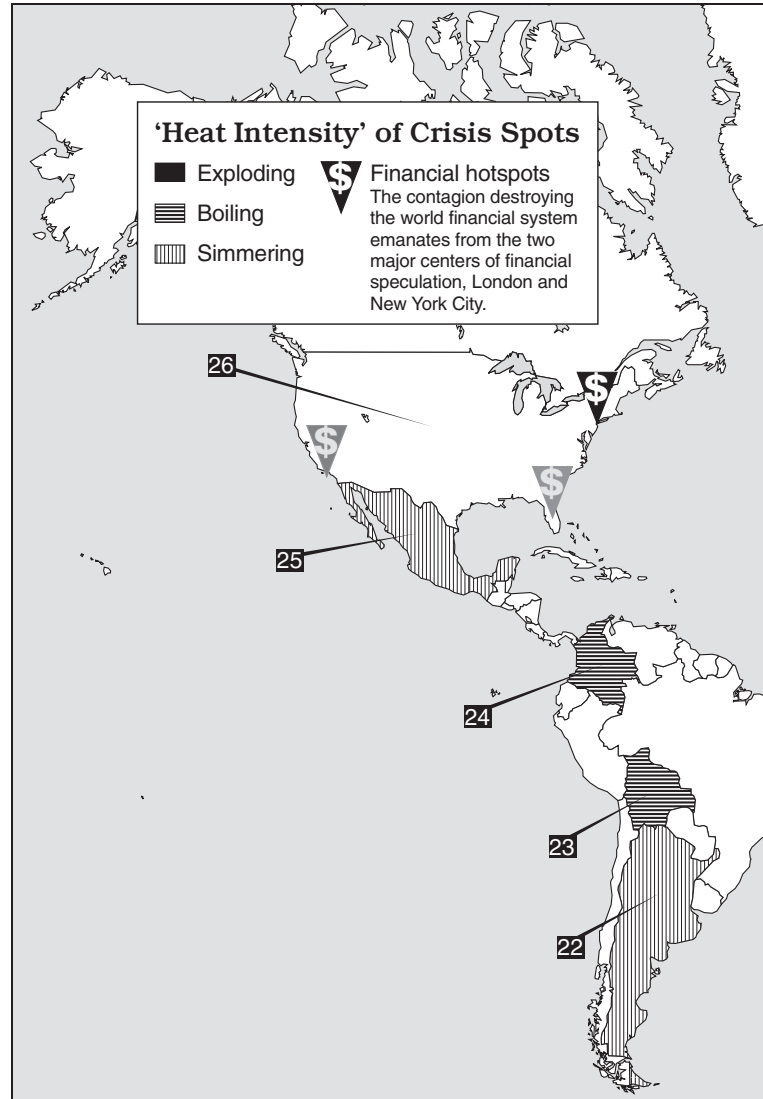 ‘Heat Intensity’ of Crisis Spots
Exploding
Boiling
Simmering
$
Financial hotspots
The contagion destroying
the world financial system
emanates from the two
major centers of financial
speculation, London and
New York City.
26
$
$
$
25
24
23
22